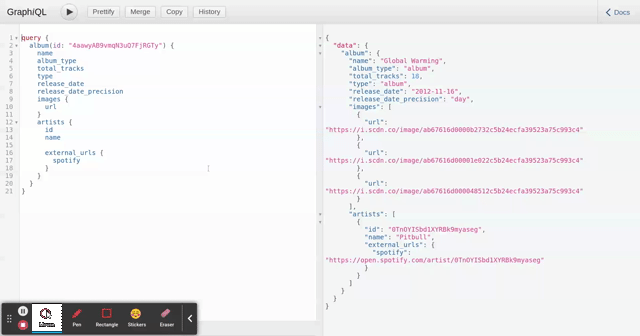 GraphiQL
Prettify
Merge
Copy
History
Docs
1 query {
2 album(id: "4aawyAB9vmqN3uQ7FjRGTy") {
3 name
4 album_type
5 total_tracks
6 type
7 release_date
8 release_date_precision
9 images {
10 url
11 }
12 artists {
13 id
14 name
15
16 external_urls {
17 spotify
18 }
19 }
20 }
21 }
{
"data": {
"album": {
"name": "Global Warming",
"album_type": "album",
"total_tracks": 18,
"type": "album",
"release_date": "2012-11-16",
"release_date_precision": "day",
"images": [
{
"url":
"https://i.scdn.co/image/ab67616d0000b2732c5b24ecfa39523a75c993c4"
},
{
"url":
"https://i.scdn.co/image/ab67616d00001e022c5b24ecfa39523a75c993c4"
},
{
"url":
"https://i.scdn.co/image/ab67616d000048512c5b24ecfa39523a75c993c4"
}
],
"artists": [
{
"id": "0TnOYISbd1XYRBk9myaseg",
"name": "Pitbull",
"external_urls": {
"spotify":
"https://open.spotify.com/artist/0TnOYISbd1XYRBk9myaseg"
}
}
]
}
}
}
Pen
Rectangle
Stickers
Eraser